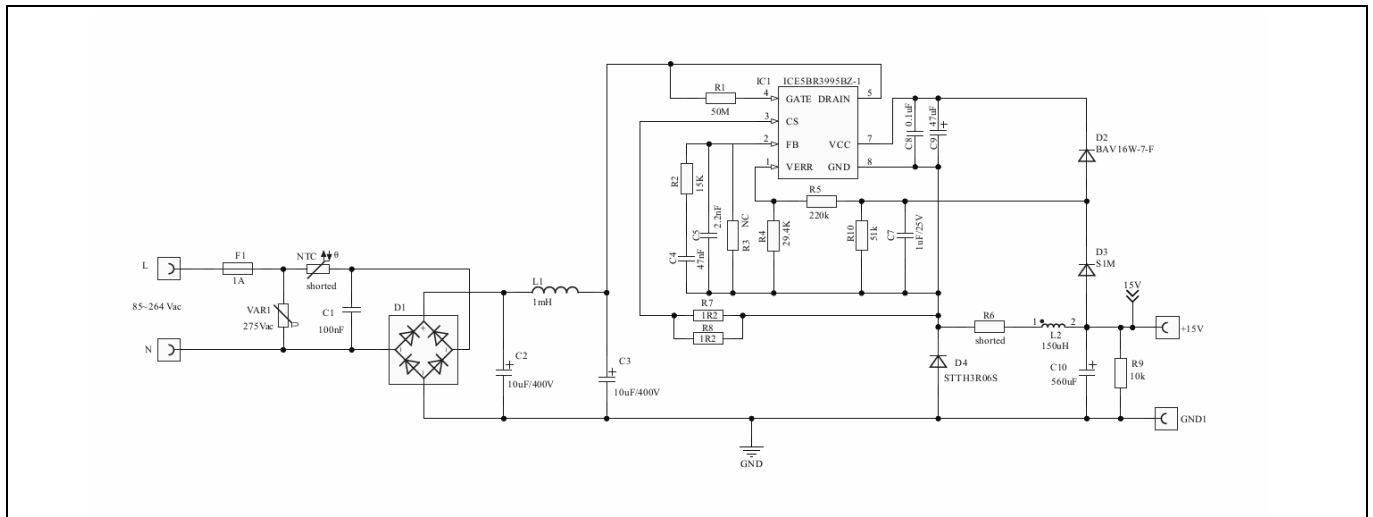 IC1 ICE5BR3995BZ-1
R1
50M
4 GATE DRAIN 5
3 CS
2 FB VCC 7
1 VERR GND 8
C8 0.1uF
C9 47uF
D2
BAV16W-7-F
R2 15K
C5 2.2nF
C4 47nF
R3 NC
R4 29.4K
R5
220k
R10 51k
C7 1uF/25V
D3
S1M
15V
L
F1
1A
NTC θ
shorted
85~264 Vac
VAR1
275Vac
C1
100nF
N
D1
L1
1mH
C2
10uF/400V
C3
10uF/400V
R7
1R2
R8
1R2
R6
shorted
1 2
L2
150uH
+15V
D4
STTH3R06S
C10
560uF
R9
10k
GND1
GND